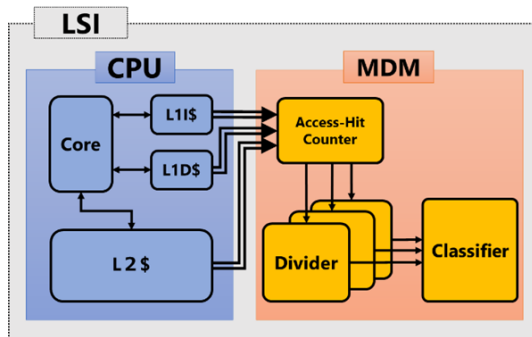 LSI
CPU
MDM
Core
L1I$
L1D$
L2$
Access-Hit
Counter
Divider
Classifier